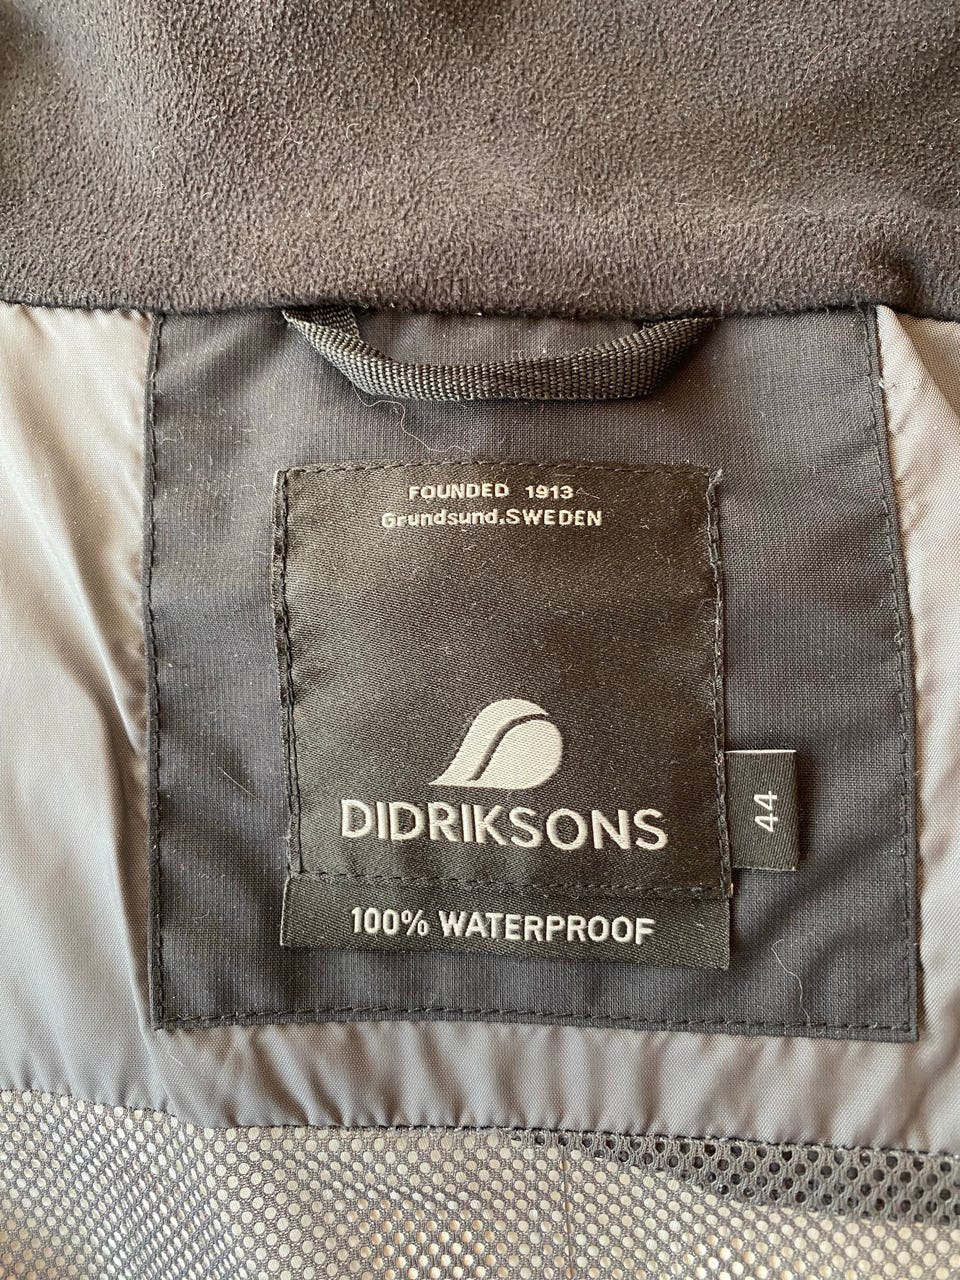 FOUNDED 1913
Grundsund,SWEDEN
DIDRIKSONS
44
100% WATERPROOF